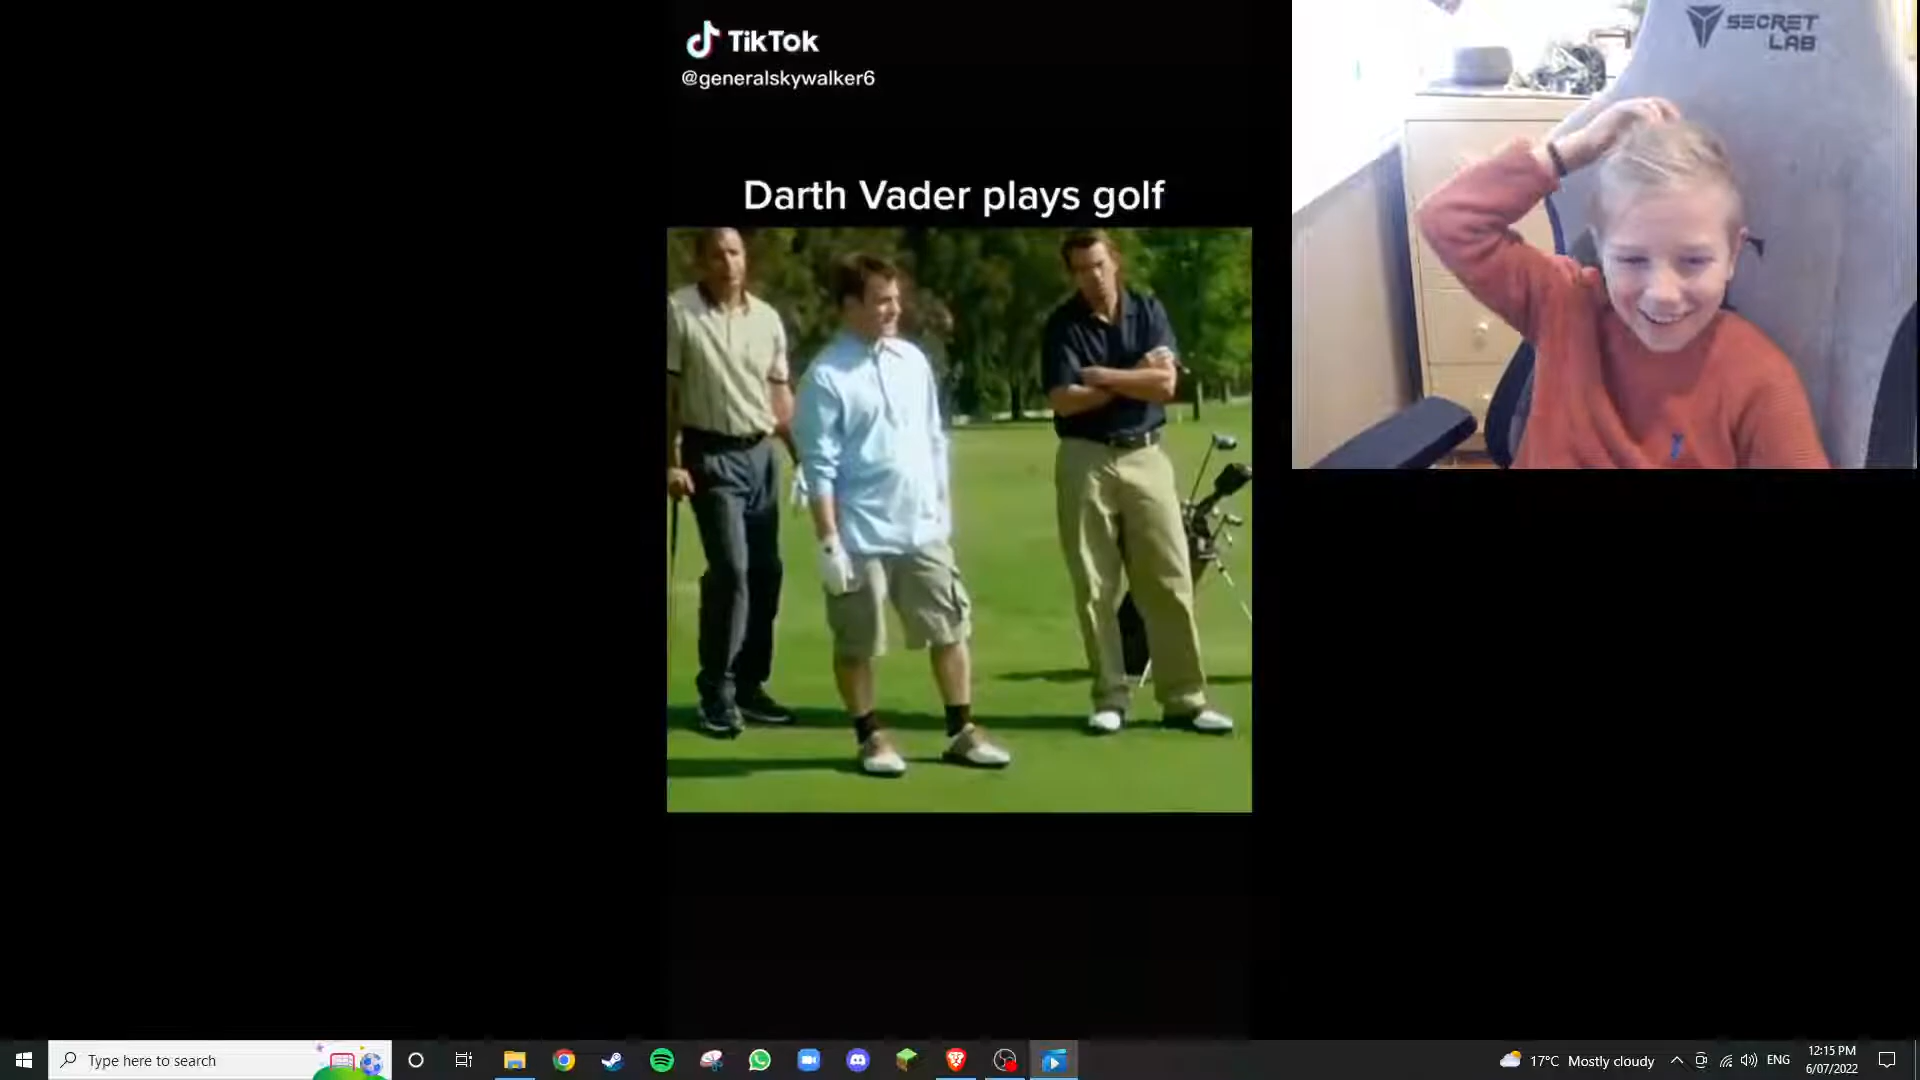 TikTok
@generalskywalker6
Darth Vader plays golf
SECRET
LAB
Type here to search
17°C Mostly cloudy
ENG
12:15 PM
6/07/2022